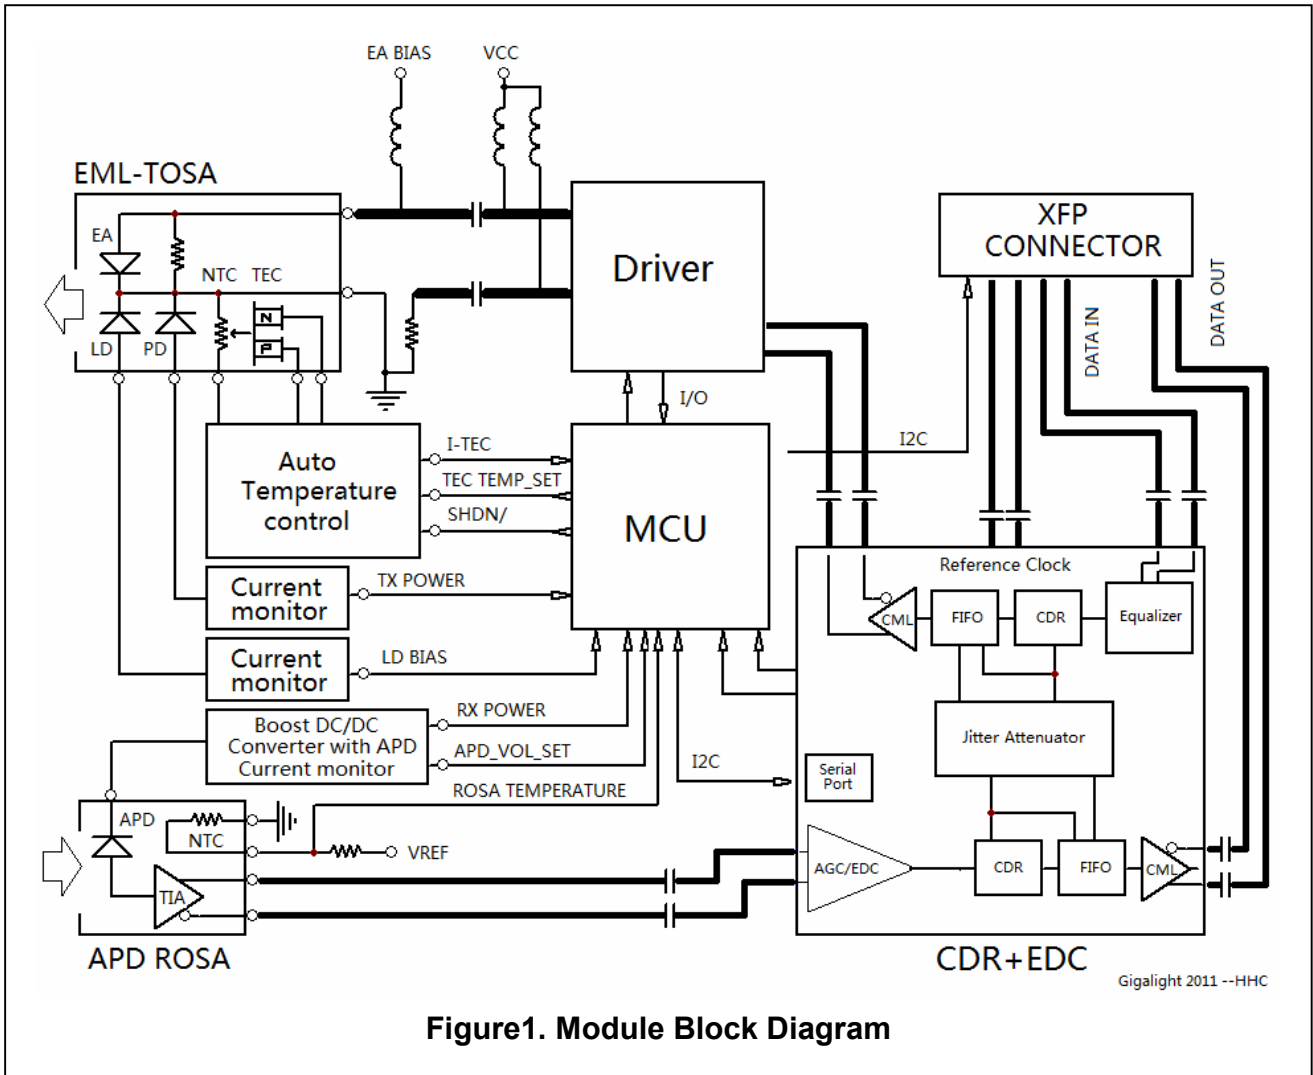 EA BIAS
VCC
EML-TOSA
EA
NTC TEC
N
P
LD
PD
Driver
XFP
CONNECTOR
DATA IN
DATA OUT
I/O
I2C
Auto
Temperature
control
I-TEC
TEC TEMP_SET
SHDN/
MCU
Current
monitor
TX POWER
Current
monitor
LD BIAS
Boost DC/DC
Converter with APD
Current monitor
RX POWER
APD_VOL_SET
ROSA TEMPERATURE
I2C
Reference Clock
CML
FIFO
CDR
Equalizer
Jitter Attenuator
Serial
Port
APD
NTC
VREF
TIA
AGC/EDC
CDR
FIFO
CML
APD ROSA
CDR+EDC
Gigalight 2011 --HHC
Figure1. Module Block Diagram